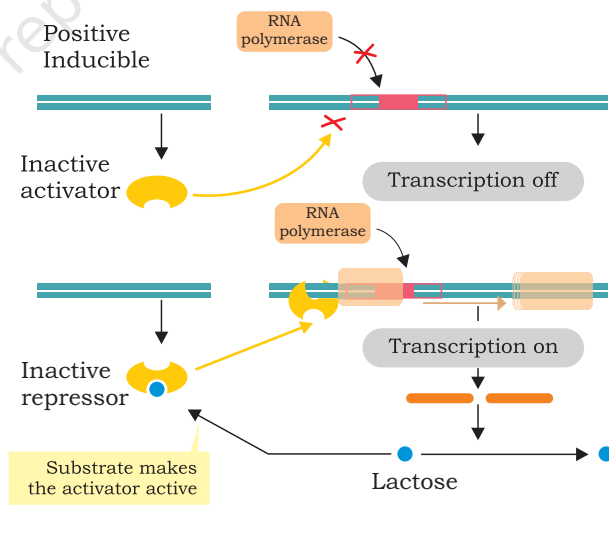 rep
Positive
Inducible
RNA
polymerase
Inactive
activator
Transcription off
RNA
polymerase
Inactive
repressor
Transcription on
Substrate makes
the activator active
Lactose